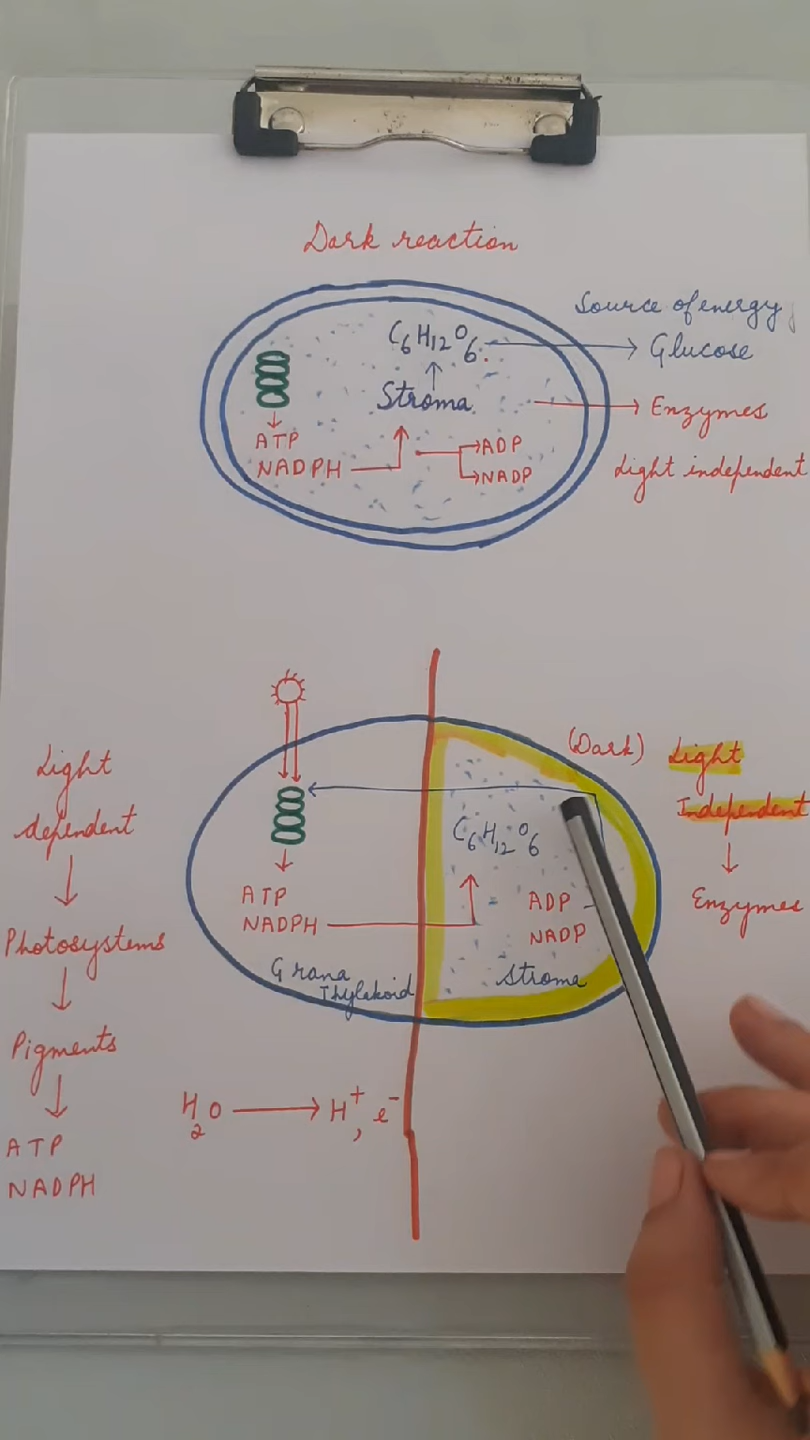 Dark reaction
Source of energy
C6H12O6 → Glucose
Stroma
Enzymes
ATP
NADPH
ADP
NADP
Light independent
Light
dependent
Photosystems
Pigments
ATP
NADPH
(Dark) Light
Independent
Enzymes
C6H12O6
ATP
NADPH
ADP
NADP
Grana
Thylakoid
Stroma
H2O → H+, e-